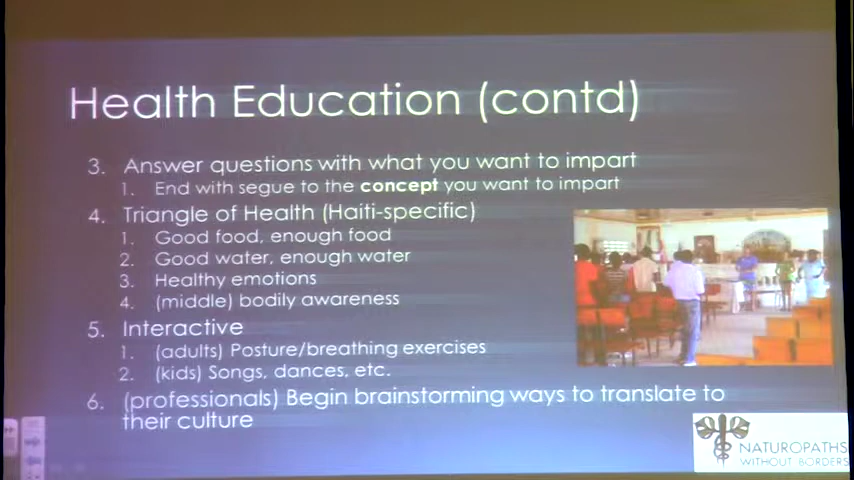 Health Education (contd)
3. Answer questions with what you want to impart
1. End with segue to the concept you want to impart
4. Triangle of Health (Haiti-specific)
1. Good food, enough food
2. Good water, enough water
3. Healthy emotions
4. (middle) bodily awareness
5. Interactive
1. (adults) Posture/breathing exercises
2. (kids) Songs, dances, etc.
6. (professionals) Begin brainstorming ways to translate to
their culture
NATUROPATHS
WITHOUT BORDERS